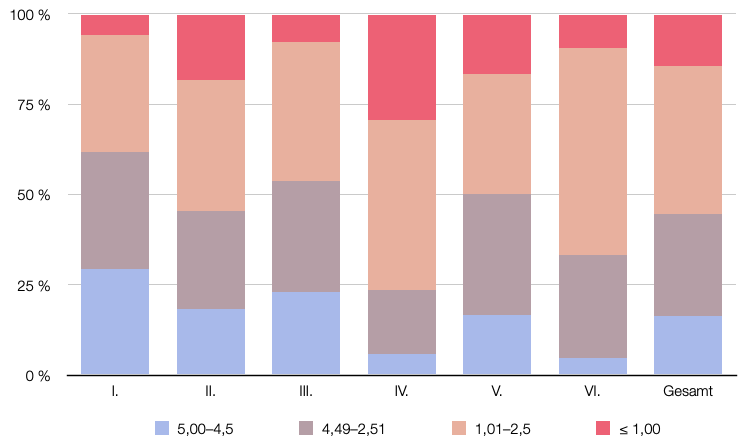 100 %
75 %
50 %
25 %
0 %
I. II. III. IV. V. VI. Gesamt
5,00–4,5 4,49–2,51 1,01–2,5 ≤ 1,00